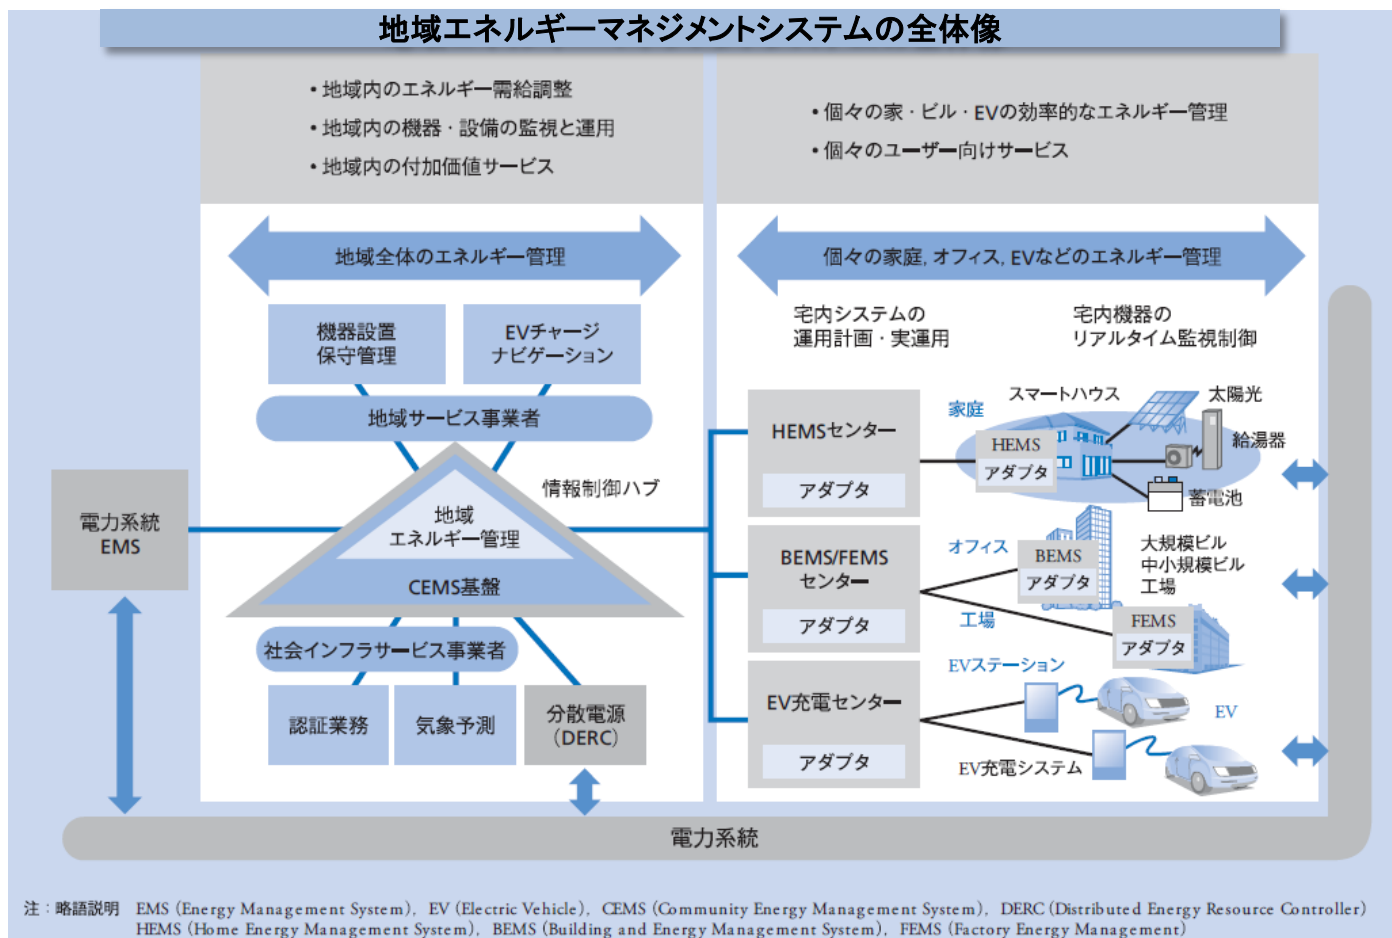 地域エネルギーマネジメントシステムの全体像
・地域内のエネルギー需給調整
・地域内の機器・設備の監視と運用
・地域内の付加価値サービス
・個々の家・ビル・EVの効率的なエネルギー管理
・個々のユーザー向けサービス
地域全体のエネルギー管理
個々の家庭, オフィス, EVなどのエネルギー管理
機器設置
保守管理
EVチャージ
ナビゲーション
地域サービス事業者
情報制御ハブ
地域
エネルギー管理
CEMS基盤
電力系統
EMS
社会インフラサービス事業者
認証業務
気象予測
分散電源
（DERC）
宅内システムの
運用計画・実運用
宅内機器の
リアルタイム監視制御
HEMSセンター
アダプタ
家庭
スマートハウス
太陽光
給湯器
蓄電池
HEMS
アダプタ
BEMS/FEMS
センター
アダプタ
オフィス
BEMS
アダプタ
大規模ビル
中小規模ビル
工場
工場
FEMS
アダプタ
EV充電センター
アダプタ
EVステーション
EV
EV充電システム
電力系統
注：略語説明　EMS（Energy Management System），EV（Electric Vehicle），CEMS（Community Energy Management System），DERC（Distributed Energy Resource Controller）
HEMS（Home Energy Management System），BEMS（Building and Energy Management System），FEMS（Factory Energy Management）